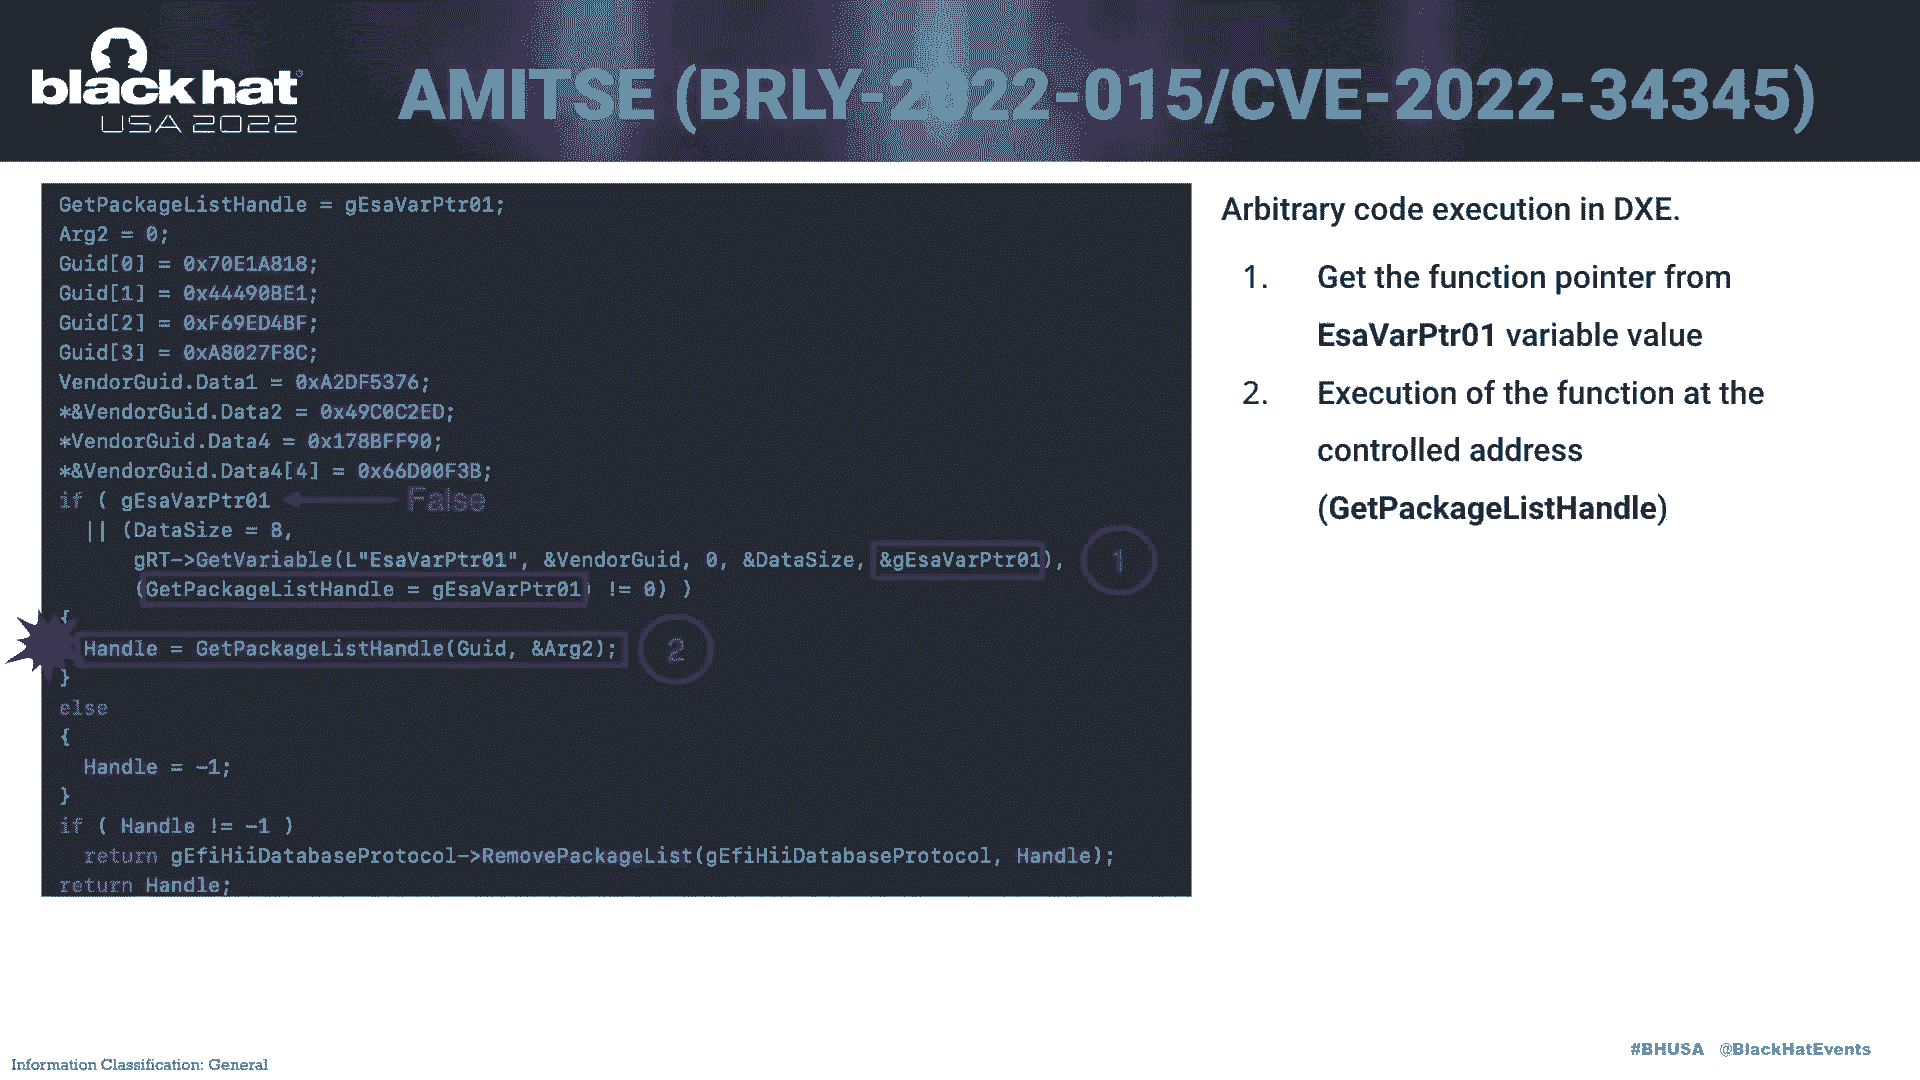 black hat®
USA 2022
AMITSE (BRLY-2022-015/CVE-2022-34345)
GetPackageListHandle = gEsaVarPtr01;
Arg2 = 0;
Guid[0] = 0x70E1A818;
Guid[1] = 0x44490BE1;
Guid[2] = 0xF69ED4BF;
Guid[3] = 0xA8027F8C;
VendorGuid.Data1 = 0xA2DF5376;
*&VendorGuid.Data2 = 0x49C0C2ED;
*VendorGuid.Data4 = 0x178BFF90;
*&VendorGuid.Data4[4] = 0x66D00F3B;
if ( gEsaVarPtr01 False
|| (DataSize = 8,
gRT->GetVariable(L"EsaVarPtr01", &VendorGuid, 0, &DataSize, &gEsaVarPtr01), 1
(GetPackageListHandle = gEsaVarPtr01) != 0) )
{
Handle = GetPackageListHandle(Guid, &Arg2); 2
}
else
{
Handle = -1;
}
if ( Handle != -1 )
return gEfiHiiDatabaseProtocol->RemovePackageList(gEfiHiiDatabaseProtocol, Handle);
return Handle;
Arbitrary code execution in DXE.
1. Get the function pointer from
EsaVarPtr01 variable value
2. Execution of the function at the
controlled address
(GetPackageListHandle)
Information Classification: General
#BHUSA @BlackHatEvents